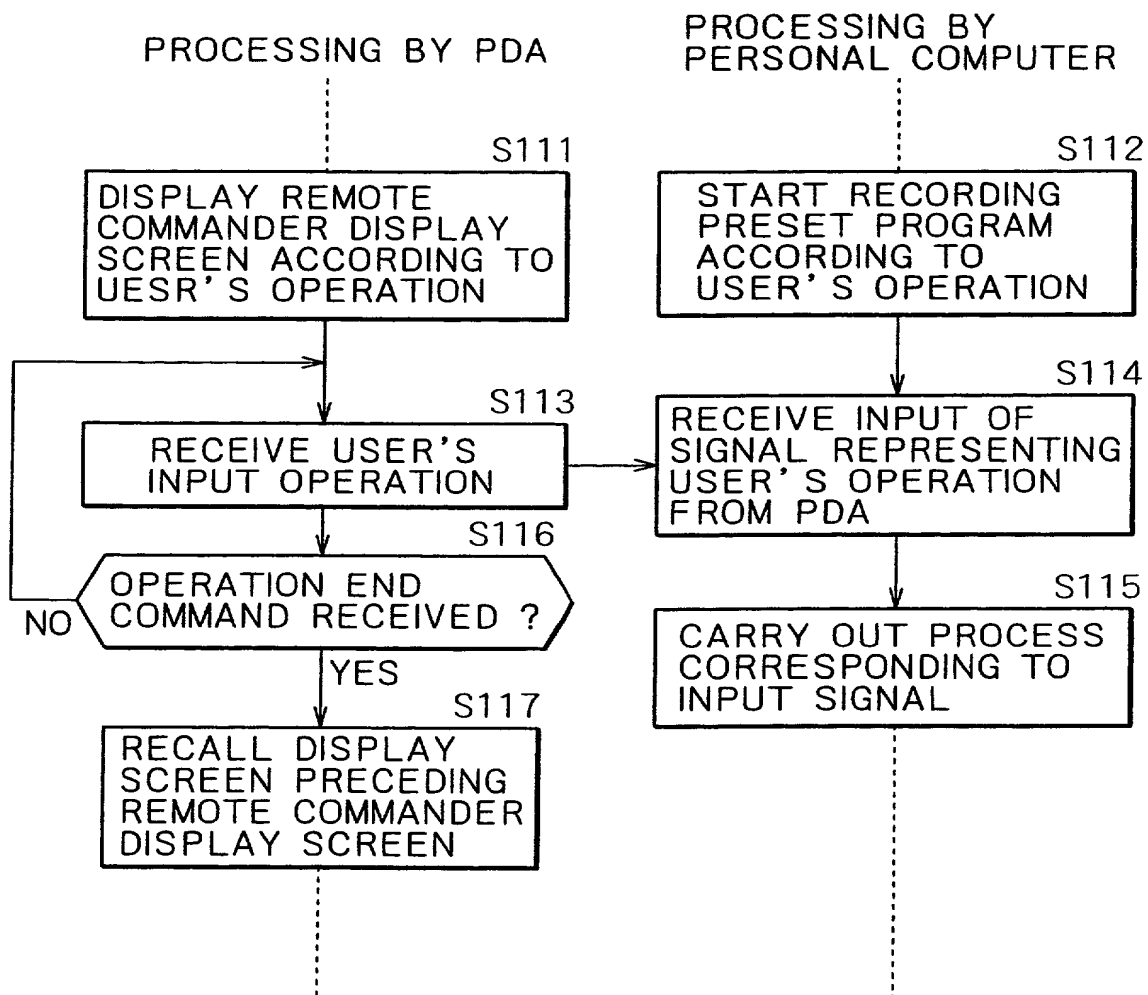 PROCESSING BY PDA
PROCESSING BY
PERSONAL COMPUTER
S111
DISPLAY REMOTE
COMMANDER DISPLAY
SCREEN ACCORDING TO
UESR'S OPERATION
S112
START RECORDING
PRESET PROGRAM
ACCORDING TO
USER'S OPERATION
S113
RECEIVE USER'S
INPUT OPERATION
S114
RECEIVE INPUT OF
SIGNAL REPRESENTING
USER'S OPERATION
FROM PDA
S116
OPERATION END
COMMAND RECEIVED ?
NO
YES
S115
CARRY OUT PROCESS
CORRESPONDING TO
INPUT SIGNAL
S117
RECALL DISPLAY
SCREEN PRECEDING
REMOTE COMMANDER
DISPLAY SCREEN